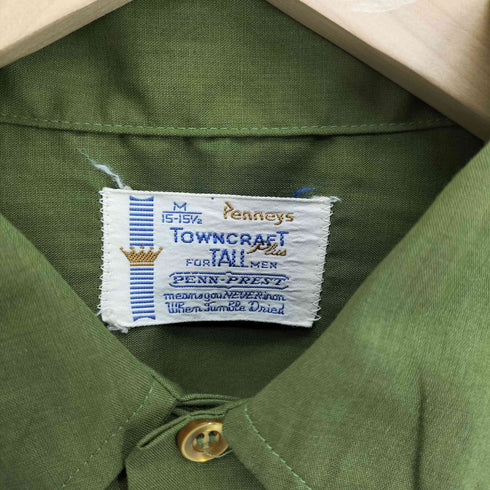 M
15-15½
Penneys
TOWNCRAFT Plus
FOR TALL MEN
PENN-PREST
means you NEVER iron
When Tumble Dried